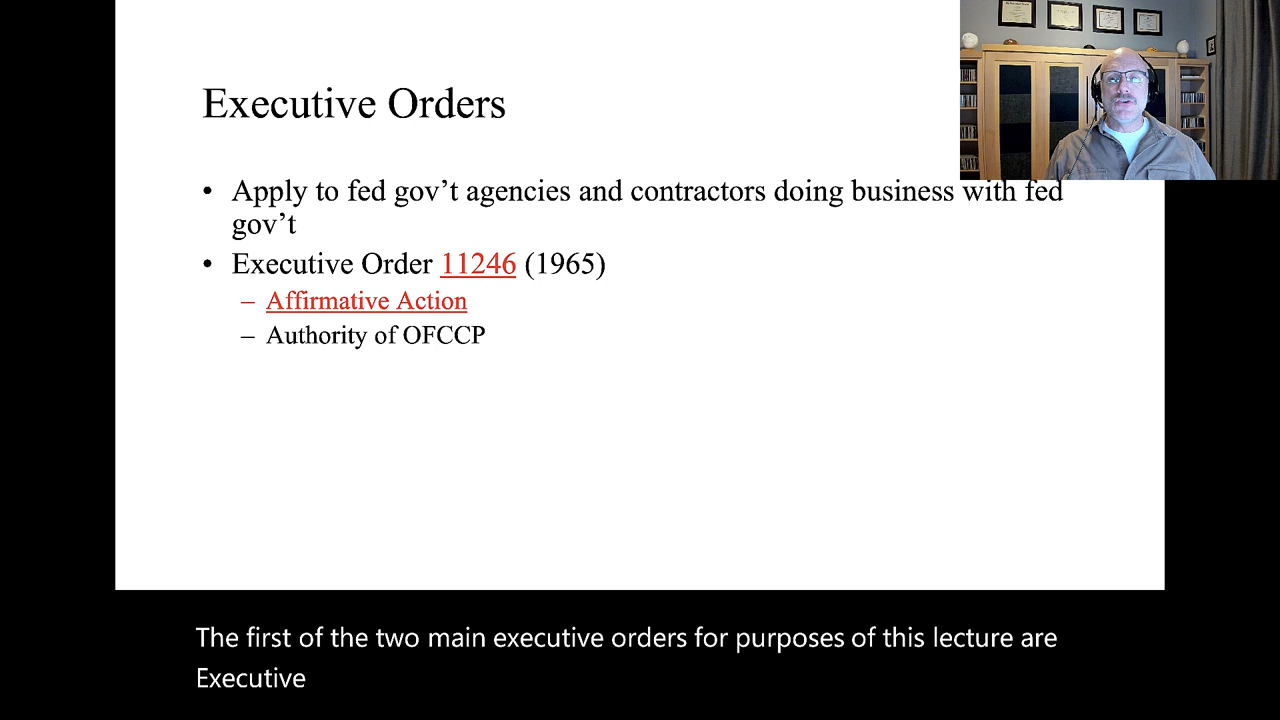 Executive Orders
• Apply to fed gov’t agencies and contractors doing business with fed
gov’t
• Executive Order 11246 (1965)
– Affirmative Action
– Authority of OFCCP
The first of the two main executive orders for purposes of this lecture are
Executive